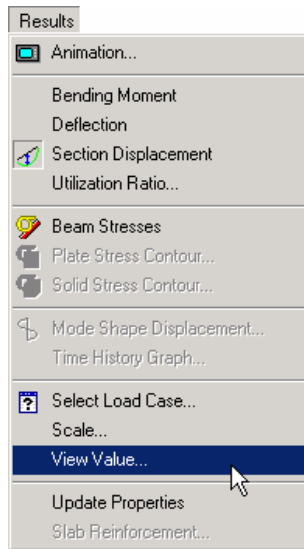 Results
Animation...
Bending Moment
Deflection
Section Displacement
Utilization Ratio...
Beam Stresses
Plate Stress Contour...
Solid Stress Contour...
Mode Shape Displacement...
Time History Graph...
Select Load Case...
Scale...
View Value...
Update Properties
Slab Reinforcement...